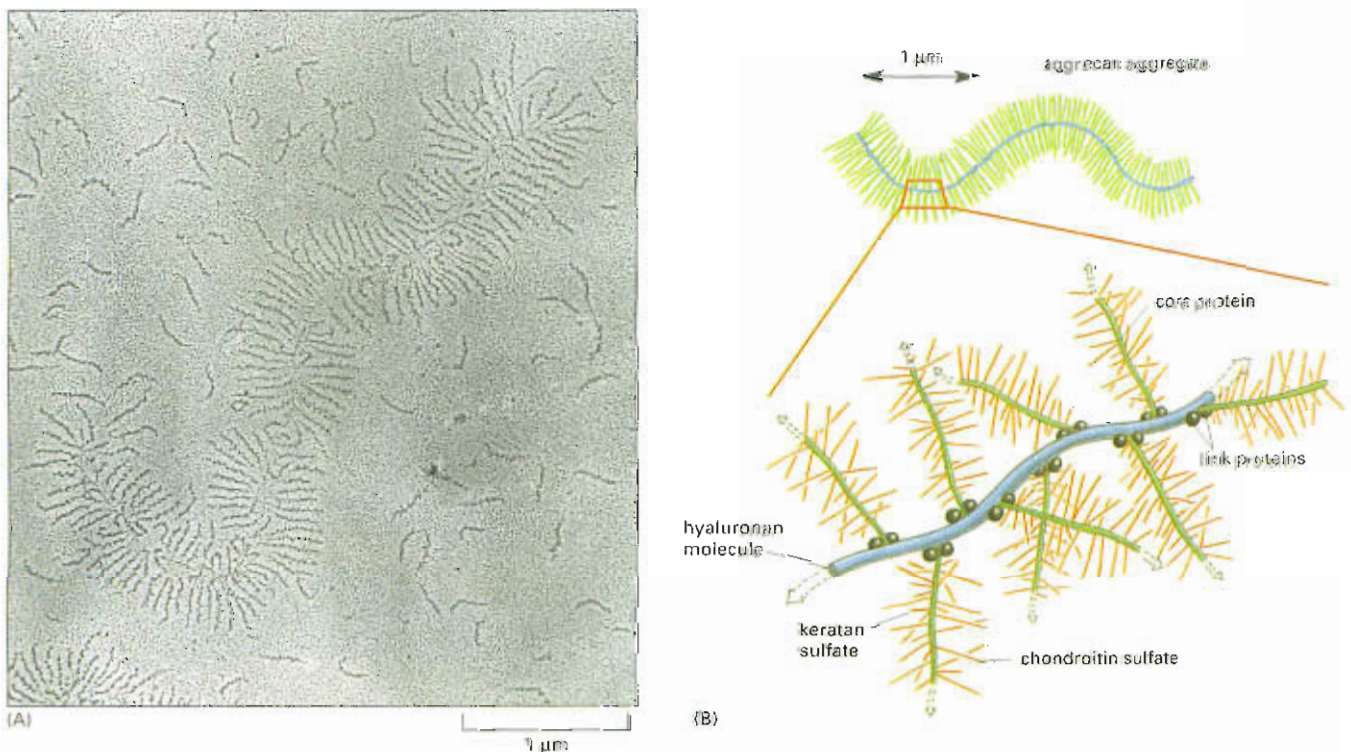 (A)
1 μm
1 μm
aggrecan aggregate
core protein
link proteins
hyaluronan
molecule
keratan
sulfate
chondroitin sulfate
(B)